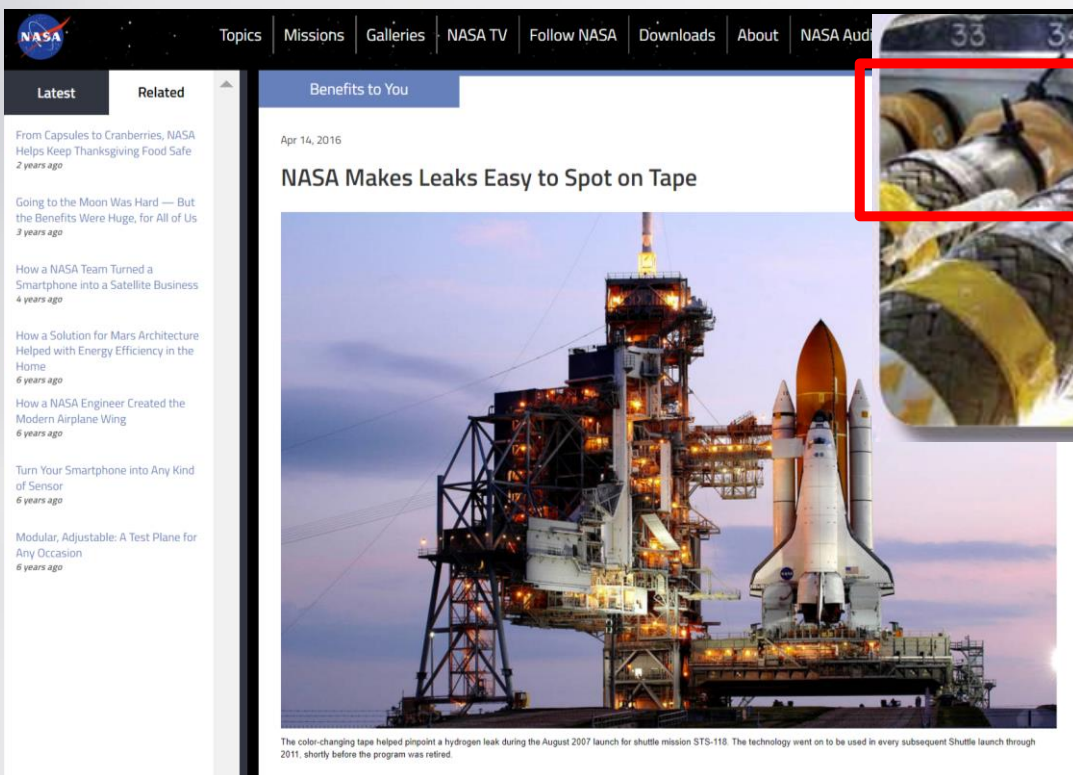 NASA
Topics
Missions
Galleries
NASA TV
Follow NASA
Downloads
About
NASA Audi
33
Latest
Related
From Capsules to Cranberries, NASA
Helps Keep Thanksgiving Food Safe
2 years ago
Going to the Moon Was Hard — But
the Benefits Were Huge, for All of Us
3 years ago
How a NASA Team Turned a
Smartphone into a Satellite Business
4 years ago
How a Solution for Mars Architecture
Helped with Energy Efficiency in the
Home
6 years ago
How a NASA Engineer Created the
Modern Airplane Wing
6 years ago
Turn Your Smartphone into Any Kind
of Sensor
6 years ago
Modular, Adjustable: A Test Plane for
Any Occasion
6 years ago
Benefits to You
Apr 14, 2016
NASA Makes Leaks Easy to Spot on Tape
The color-changing tape helped pinpoint a hydrogen leak during the August 2007 launch for shuttle mission STS-118. The technology went on to be used in every subsequent Shuttle launch through
2011, shortly before the program was retired.